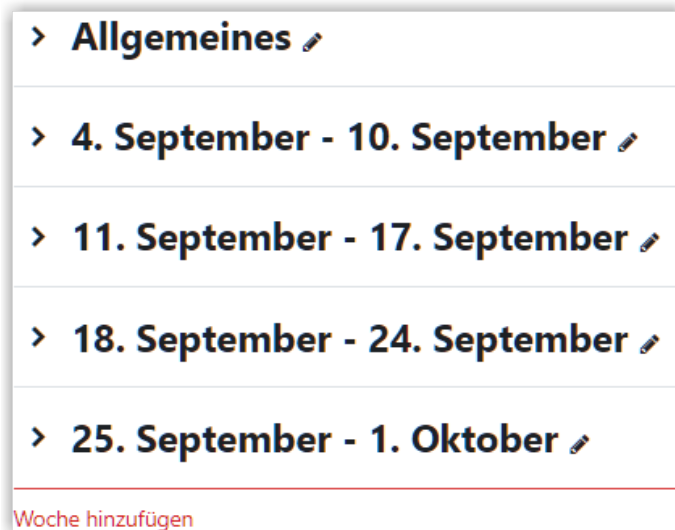 Allgemeines
4. September - 10. September
11. September - 17. September
18. September - 24. September
25. September - 1. Oktober
Woche hinzufügen